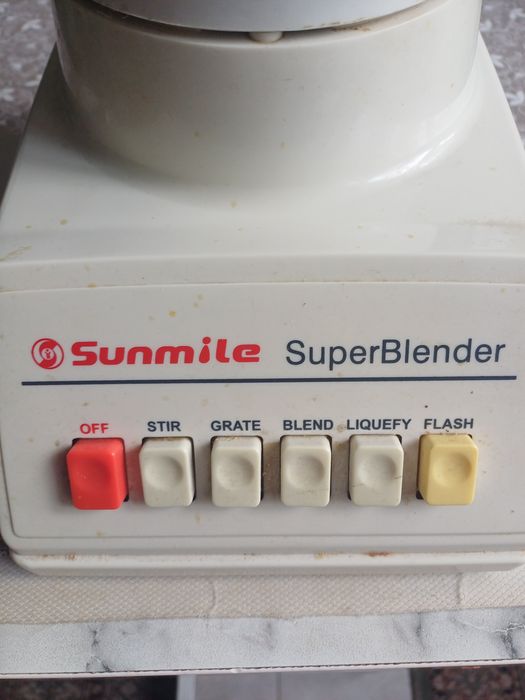 Sunmile SuperBlender
OFF STIR GRATE BLEND LIQUEFY FLASH